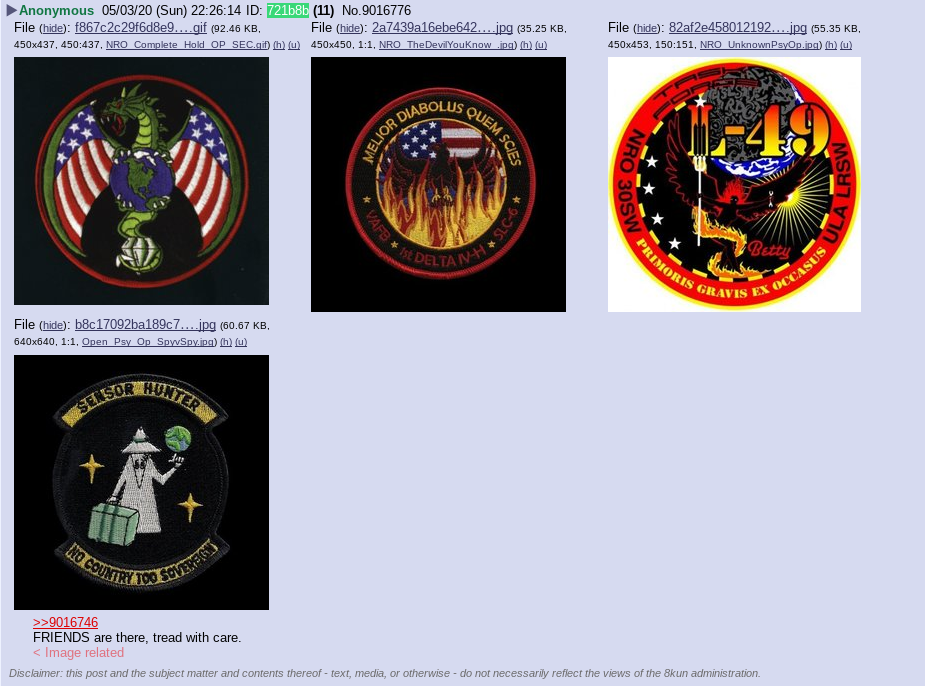 ▶Anonymous 05/03/20 (Sun) 22:26:14 ID: 721b8b (11) No.9016776
File (hide): f867c2c29f6d8e9….gif (92.46 KB, 450x437, 450:437, NRO_Complete_Hold_OP_SEC.gif) (h) (u)
File (hide): 2a7439a16ebe642….jpg (35.25 KB, 450x450, 1:1, NRO_TheDevilYouKnow_.jpg) (h) (u)
MELIOR DIABOLUS QUEM SCIES
VAFB ★ DELTA IV-H ★ SLC-6
File (hide): 82af2e458012192….jpg (55.35 KB, 450x453, 150:151, NRO_UnknownPsyOp.jpg) (h) (u)
TASK FORCE
L-49
NRO 30SW
ULA LRSW
Betty
PRIMORIS GRAVIS EX OCCASUS
File (hide): b8c17092ba189c7….jpg (60.67 KB, 640x640, 1:1, Open_Psy_Op_SpyvSpy.jpg) (h) (u)
SENSOR HUNTER
NO COUNTRY TOO SOVEREIGN
>>9016746
FRIENDS are there, tread with care.
< Image related
Disclaimer: this post and the subject matter and contents thereof - text, media, or otherwise - do not necessarily reflect the views of the 8kun administration.